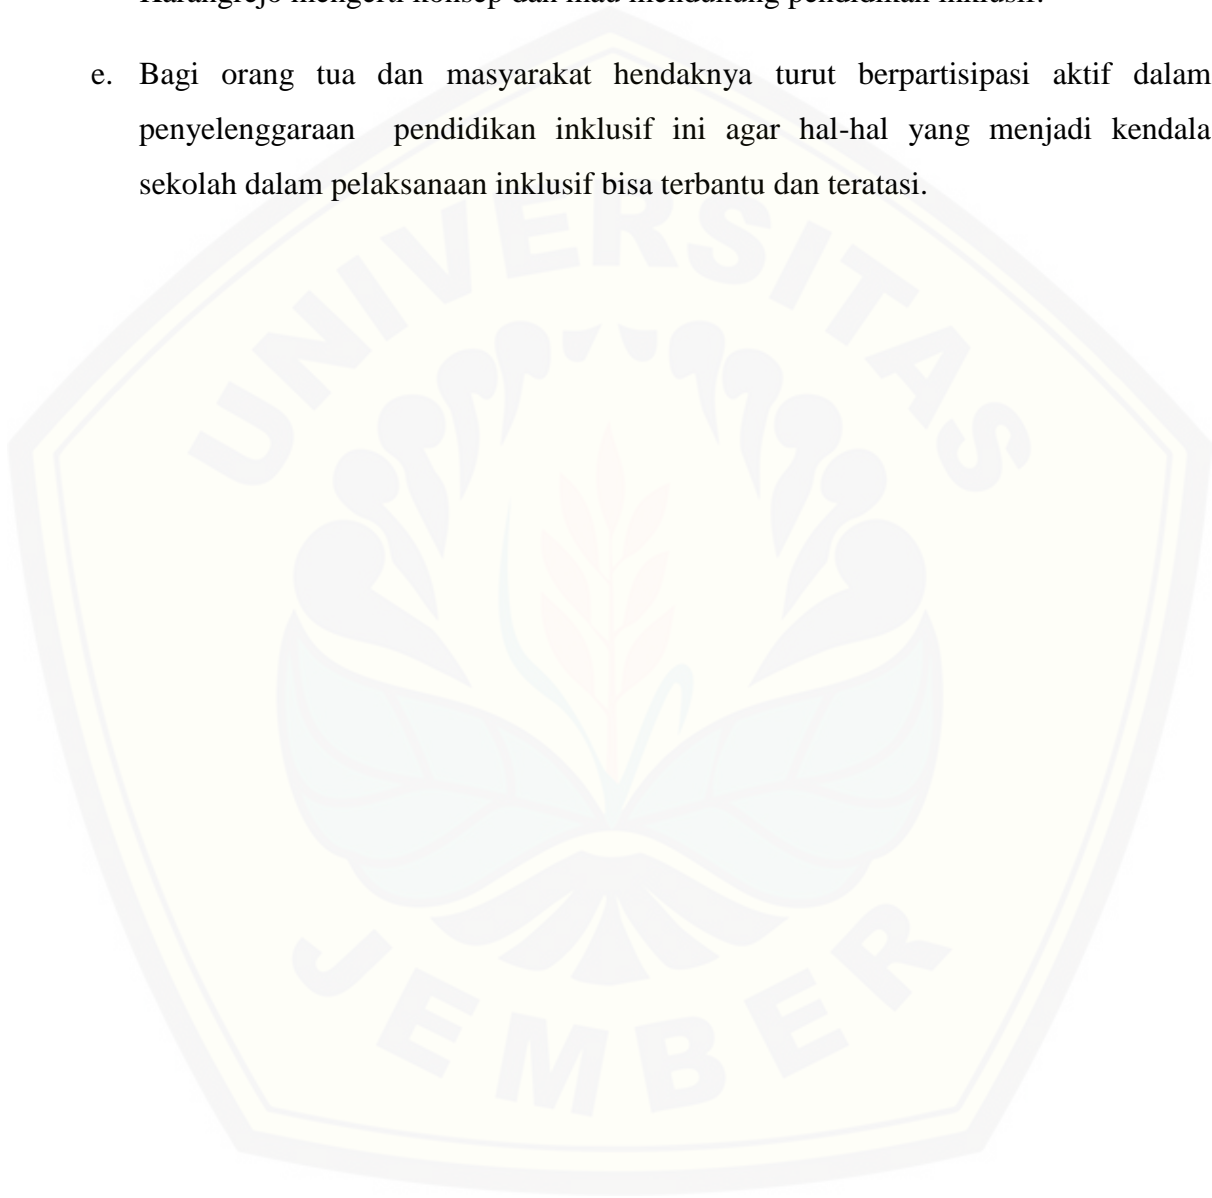 Karangrejo mengerti konsep dan mau mendukung pendidikan inklusif.
e. Bagi orang tua dan masyarakat hendaknya turut berpartisipasi aktif dalam
penyelenggaraan pendidikan inklusif ini agar hal-hal yang menjadi kendala
sekolah dalam pelaksanaan inklusif bisa terbantu dan teratasi.
UNIVERSITAS
JEMBER